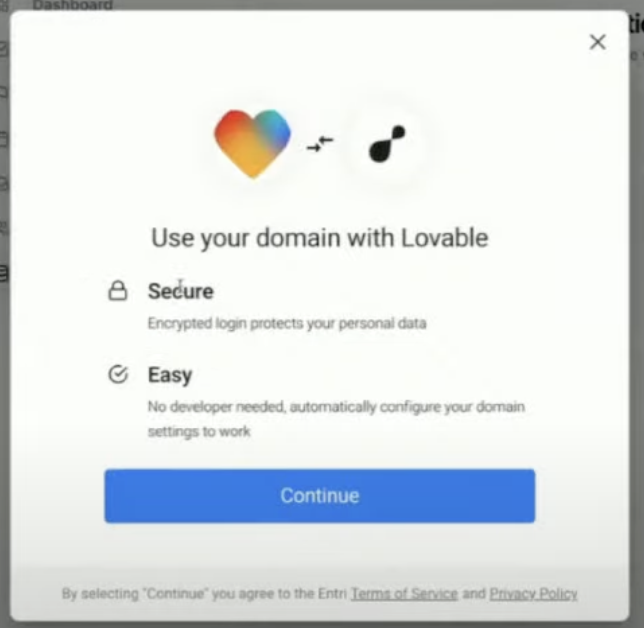 Dashboard
Use your domain with Lovable
Secure
Encrypted login protects your personal data
Easy
No developer needed, automatically configure your domain
settings to work
Continue
By selecting "Continue" you agree to the Entri Terms of Service and Privacy Policy